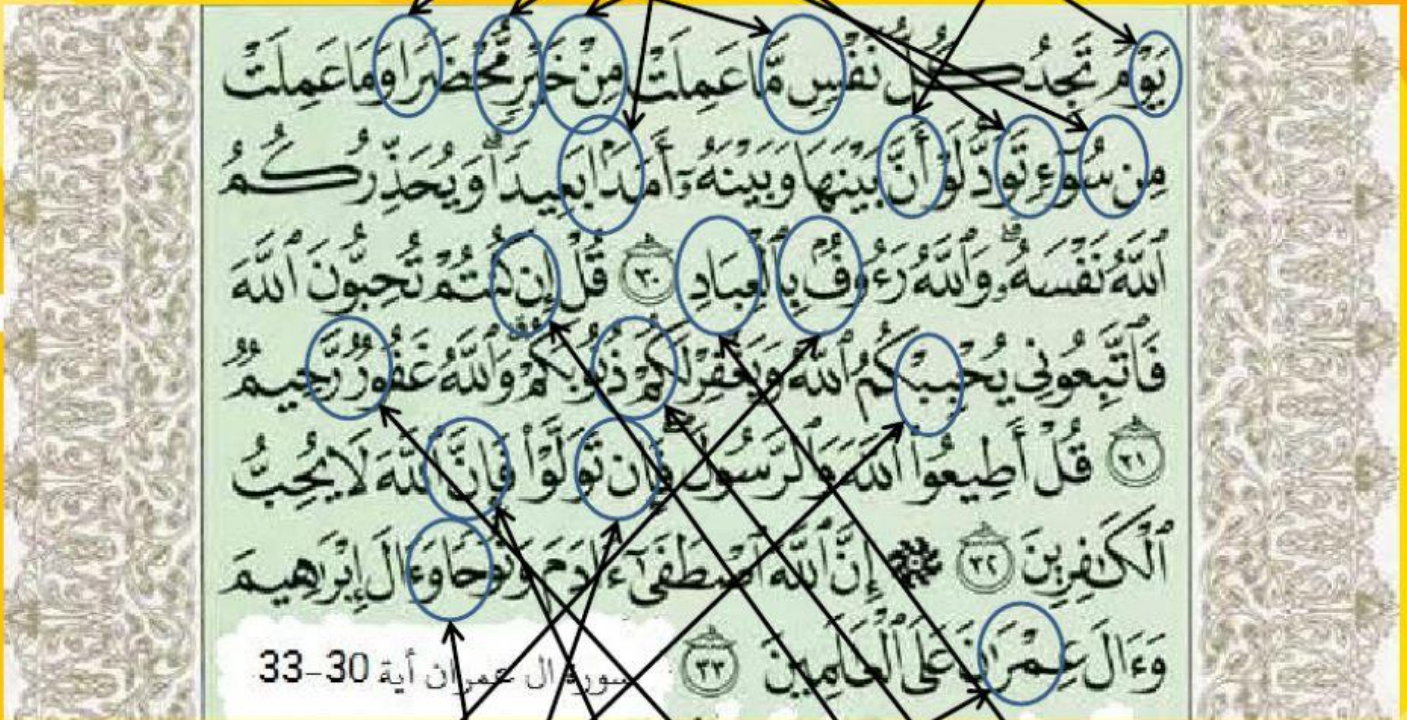 يَوْمَ تَجِدُ كُلُّ نَفْسٍ مَّا عَمِلَتْ مِنْ خَيْرٍ مُّحْضَرًا وَمَا عَمِلَتْ
مِن سُوٓءٍ تَوَدُّ لَوْ أَنَّ بَيْنَهَا وَبَيْنَهُۥٓ أَمَدًۢا بَعِيدًا ۗ وَيُحَذِّرُكُمُ
ٱللَّهُ نَفْسَهُۥ ۗ وَٱللَّهُ رَءُوفٌۢ بِٱلْعِبَادِ ٣٠ قُلْ إِن كُنتُمْ تُحِبُّونَ ٱللَّهَ
فَٱتَّبِعُونِى يُحْبِبْكُمُ ٱللَّهُ وَيَغْفِرْ لَكُمْ ذُنُوبَكُمْ ۗ وَٱللَّهُ غَفُورٌ رَّحِيمٌ
٣١ قُلْ أَطِيعُوا۟ ٱللَّهَ وَٱلرَّسُولَ ۖ فَإِن تَوَلَّوْا۟ فَإِنَّ ٱللَّهَ لَا يُحِبُّ
ٱلْكَٰفِرِينَ ٣٢ ۞ إِنَّ ٱللَّهَ ٱصْطَفَىٰٓ ءَادَمَ وَنُوحًا وَءَالَ إِبْرَٰهِيمَ
وَءَالَ عِمْرَٰنَ عَلَى ٱلْعَٰلَمِينَ ٣٣
سورة ال عمران أية 30-33